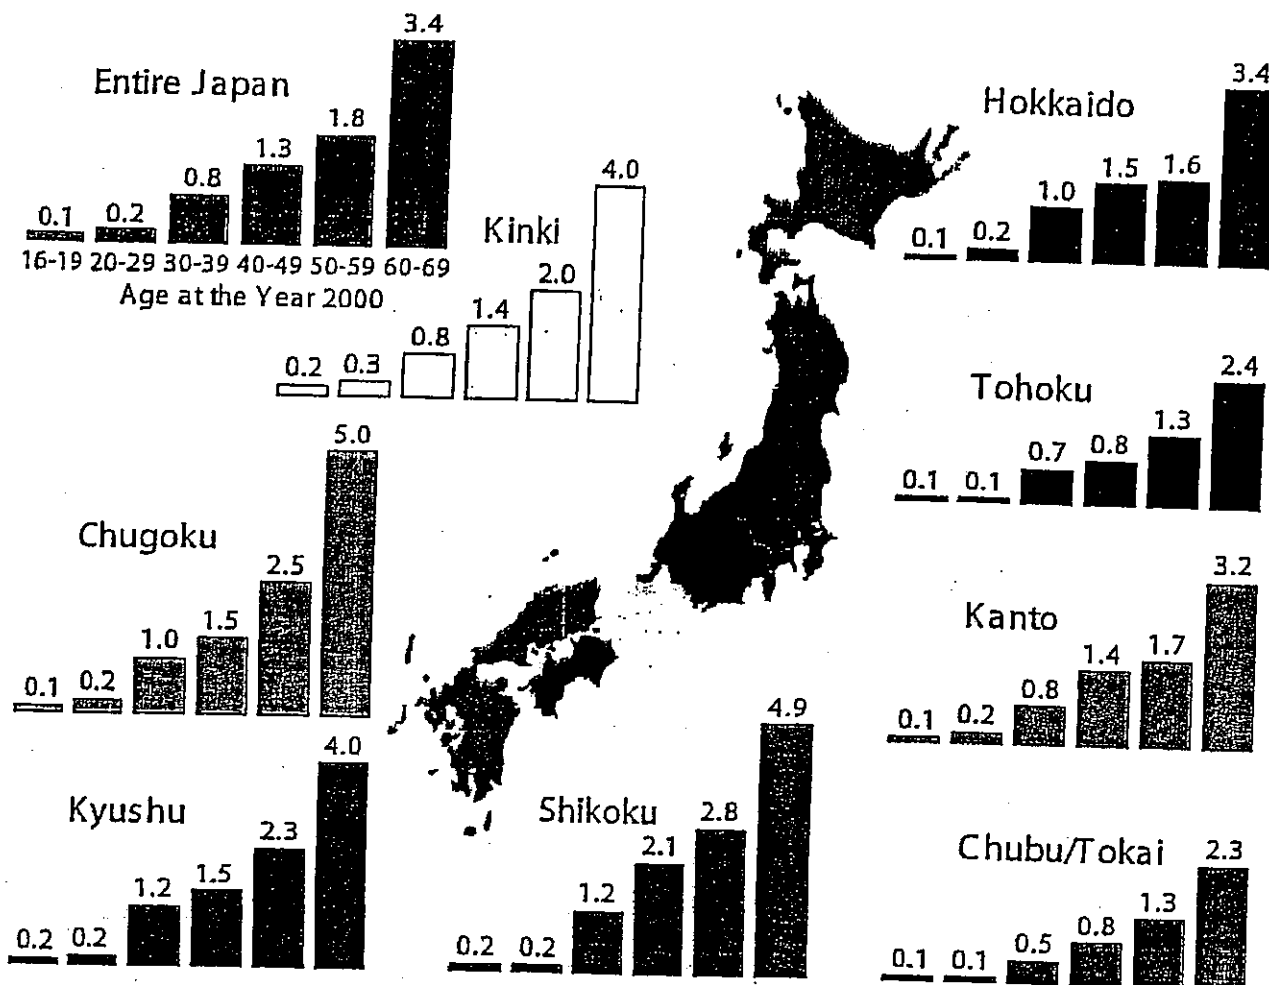 Entire Japan
0.1 0.2 0.8 1.3 1.8 3.4
16-19 20-29 30-39 40-49 50-59 60-69
Age at the Year 2000
Kinki
0.2 0.3 0.8 1.4 2.0 4.0
Hokkaido
0.1 0.2 1.0 1.5 1.6 3.4
Tohoku
0.1 0.1 0.7 0.8 1.3 2.4
Chugoku
0.1 0.2 1.0 1.5 2.5 5.0
Kanto
0.1 0.2 0.8 1.4 1.7 3.2
Kyushu
0.2 0.2 1.2 1.5 2.3 4.0
Shikoku
0.2 0.2 1.2 2.1 2.8 4.9
Chubu/Tokai
0.1 0.1 0.5 0.8 1.3 2.3